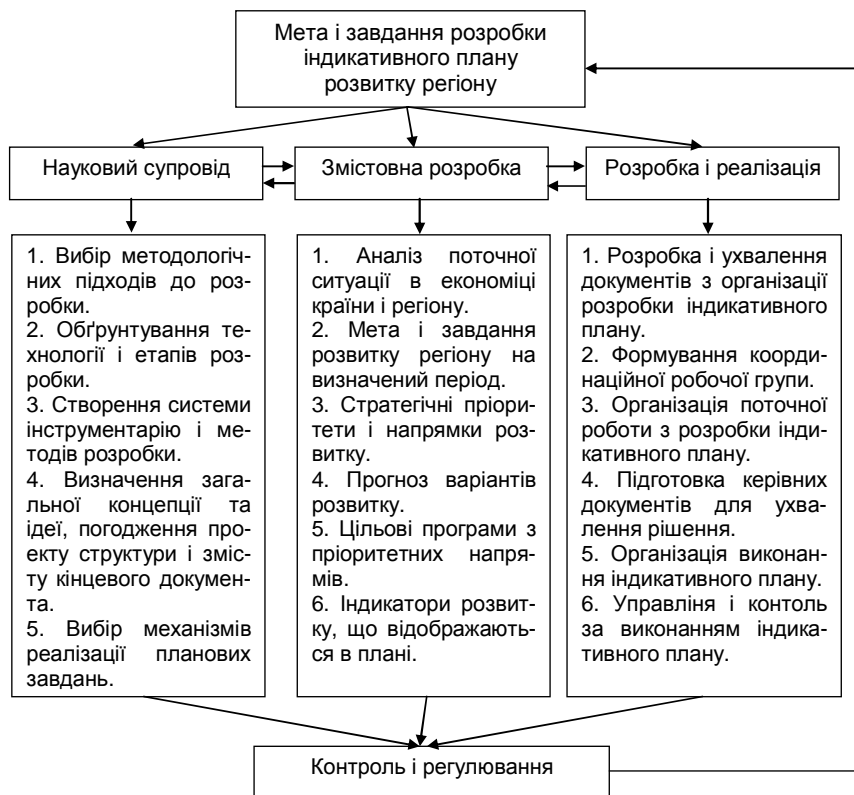 Мета і завдання розробки
індикативного плану
розвитку регіону
Науковий супровід
Змістовна розробка
Розробка і реалізація
1. Вибір методологіч-
них підходів до роз-
робки.
2. Обґрунтування те-
хнології і етапів роз-
робки.
3. Створення системи
інструментарію і ме-
тодів розробки.
4. Визначення зага-
льної концепції та
ідеї, погодження про-
екту структури і зміс-
ту кінцевого докумен-
та.
5. Вибір механізмів
реалізації планових
завдань.
1. Аналіз поточної
ситуації в економіці
країни і регіону.
2. Мета і завдання
розвитку регіону на
визначений період.
3. Стратегічні пріори-
тети і напрямки роз-
витку.
4. Прогноз варіантів
розвитку.
5. Цільові програми з
пріоритетних напря-
мів.
6. Індикатори розвит-
ку, що відображають-
ся в плані.
1. Розробка і ухвалення
документів з організації
розробки індикативного
плану.
2. Формування коорди-
наційної робочої групи.
3. Організація поточної
роботи з розробки інди-
кативного плану.
4. Підготовка керівних
документів для ухва-
лення рішення.
5. Організація виконан-
ня індикативного плану.
6. Управліня і контоль
за виконанням індика-
тивного плану.
Контроль і регулювання